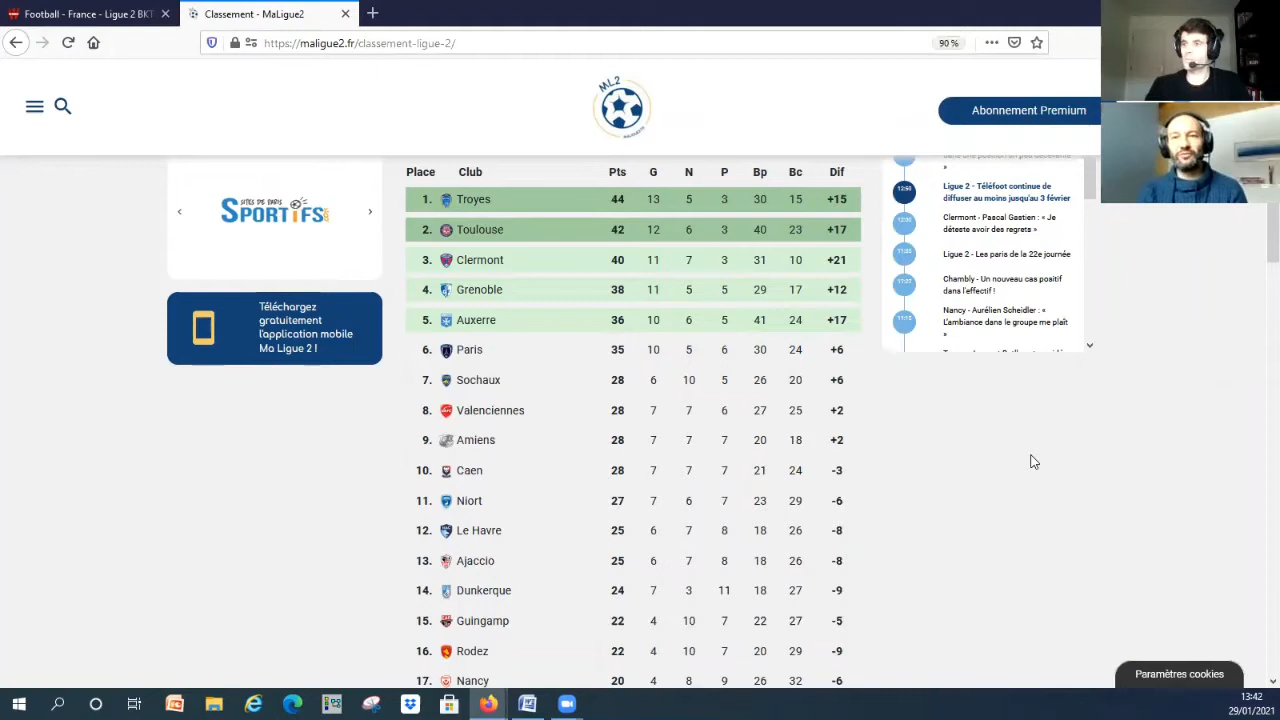 Football - France - Ligue 2 BKT
Classement - MaLigue2
https://maligue2.fr/classement-ligue-2/
90 %
ML2
Abonnement Premium
SITES DE PARIS
SPORTIFS
Téléchargez
gratuitement
l'application mobile
Ma Ligue 2 !
Place Club Pts G N P Bp Bc Dif
1. Troyes 44 13 5 3 30 15 +15
2. Toulouse 42 12 6 3 40 23 +17
3. Clermont 40 11 7 3 31 10 +21
4. Grenoble 38 11 5 5 29 17 +12
5. Auxerre 36 10 6 5 41 24 +17
6. Paris 35 10 5 6 30 24 +6
7. Sochaux 28 6 10 5 26 20 +6
8. Valenciennes 28 7 7 6 27 25 +2
9. Amiens 28 7 7 7 20 18 +2
10. Caen 28 7 7 7 21 24 -3
11. Niort 27 7 6 7 23 29 -6
12. Le Havre 25 6 7 8 18 26 -8
13. Ajaccio 25 6 7 8 18 26 -8
14. Dunkerque 24 7 3 11 18 27 -9
15. Guingamp 22 4 10 7 22 27 -5
16. Rodez 22 4 10 7 20 29 -9
17. Nancy 20 4 8 9 26 32 -6
»
12:50
Ligue 2 - Téléfoot continue de
diffuser au moins jusqu'au 3 février
Clermont - Pascal Gastien : « Je
déteste avoir des regrets »
Ligue 2 - Les paris de la 22e journée
Chambly - Un nouveau cas positif
dans l'effectif !
Nancy - Aurélien Scheidler : «
L'ambiance dans le groupe me plaît
»
Paramètres cookies
13:42
29/01/2021